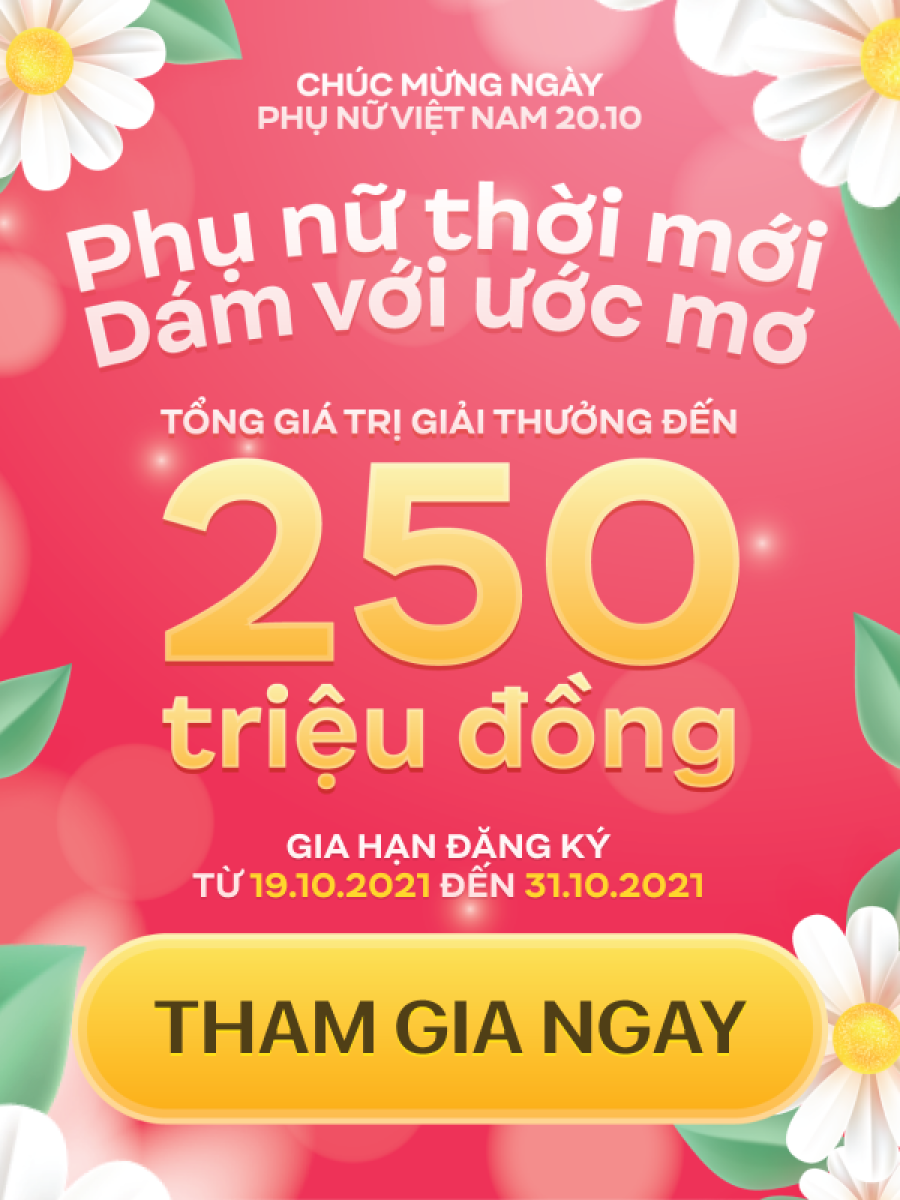 CHÚC MỪNG NGÀY
PHỤ NỮ VIỆT NAM 20.10
Phụ nữ thời mới
Dám với ước mơ
TỔNG GIÁ TRỊ GIẢI THƯỞNG ĐẾN
250
triệu đồng
GIA HẠN ĐĂNG KÝ
TỪ 19.10.2021 ĐẾN 31.10.2021
THAM GIA NGAY